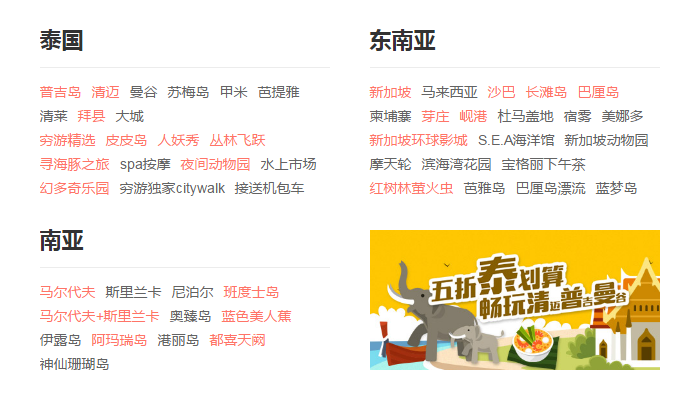 泰国
普吉岛 清迈 曼谷 苏梅岛 甲米 芭提雅
清莱 拜县 大城
穷游精选 皮皮岛 人妖秀 丛林飞跃
寻海豚之旅 spa按摩 夜间动物园 水上市场
幻多奇乐园 穷游独家citywalk 接送机包车
东南亚
新加坡 马来西亚 沙巴 长滩岛 巴厘岛
柬埔寨 芽庄 岘港 杜马盖地 宿雾 美娜多
新加坡环球影城 S.E.A海洋馆 新加坡动物园
摩天轮 滨海湾花园 宝格丽下午茶
红树林萤火虫 芭雅岛 巴厘岛漂流 蓝梦岛
南亚
马尔代夫 斯里兰卡 尼泊尔 班度士岛
马尔代夫+斯里兰卡 奥臻岛 蓝色美人蕉
伊露岛 阿玛瑞岛 港丽岛 都喜天阙
神仙珊瑚岛
五折泰划算
畅玩清迈普吉曼谷